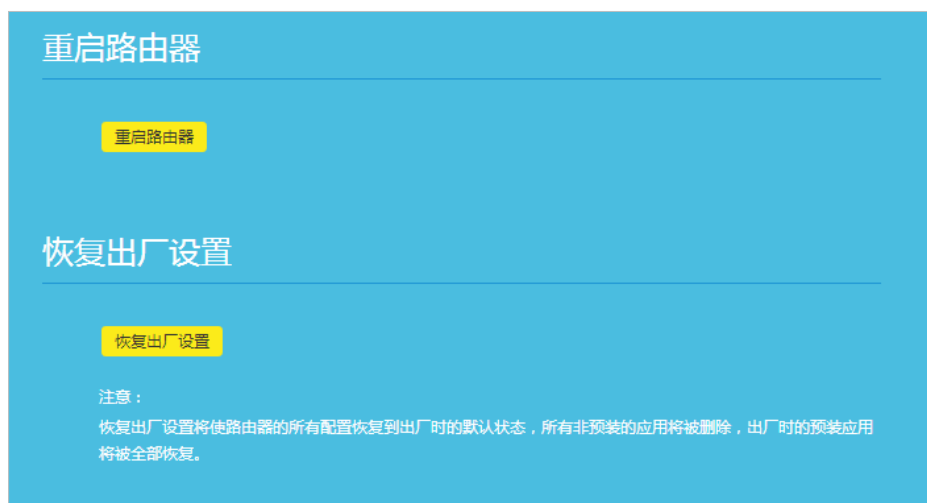 重启路由器
重启路由器
恢复出厂设置
恢复出厂设置
注意：
恢复出厂设置将使路由器的所有配置恢复到出厂时的默认状态，所有非预装的应用将被删除，出厂时的预装应用
将被全部恢复。